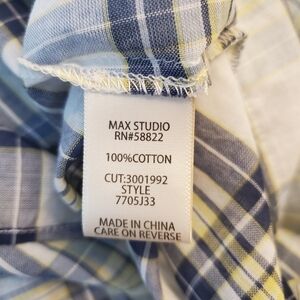 MAX STUDIO
RN#58822
100%COTTON
CUT:3001992
STYLE
7705J33
MADE IN CHINA
CARE ON REVERSE